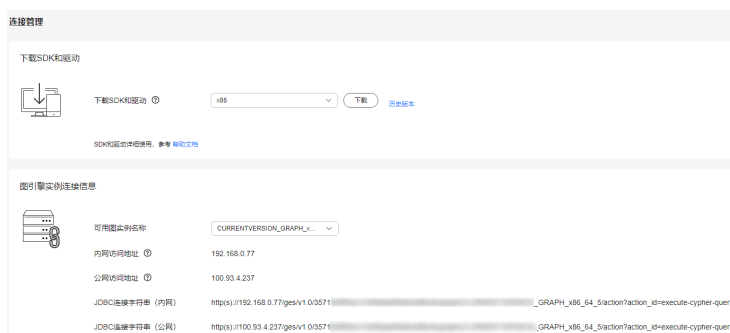 连接管理
下载SDK和驱动
下载SDK和驱动 x86 下载 历史版本
SDK和驱动详细使用，参考 帮助文档
图引擎实例连接信息
可用图实例名称 CURRENTVERSION_GRAPH_x...
内网访问地址 192.168.0.77
公网访问地址 100.93.4.237
JDBC连接字符串（内网） http(s)://192.168.0.77/ges/v1.0/3571 _GRAPH_x86_64_5/action?action_id=execute-cypher-quer
JDBC连接字符串（公网） http(s)://100.93.4.237/ges/v1.0/3571 _GRAPH_x86_64_5/action?action_id=execute-cypher-quer